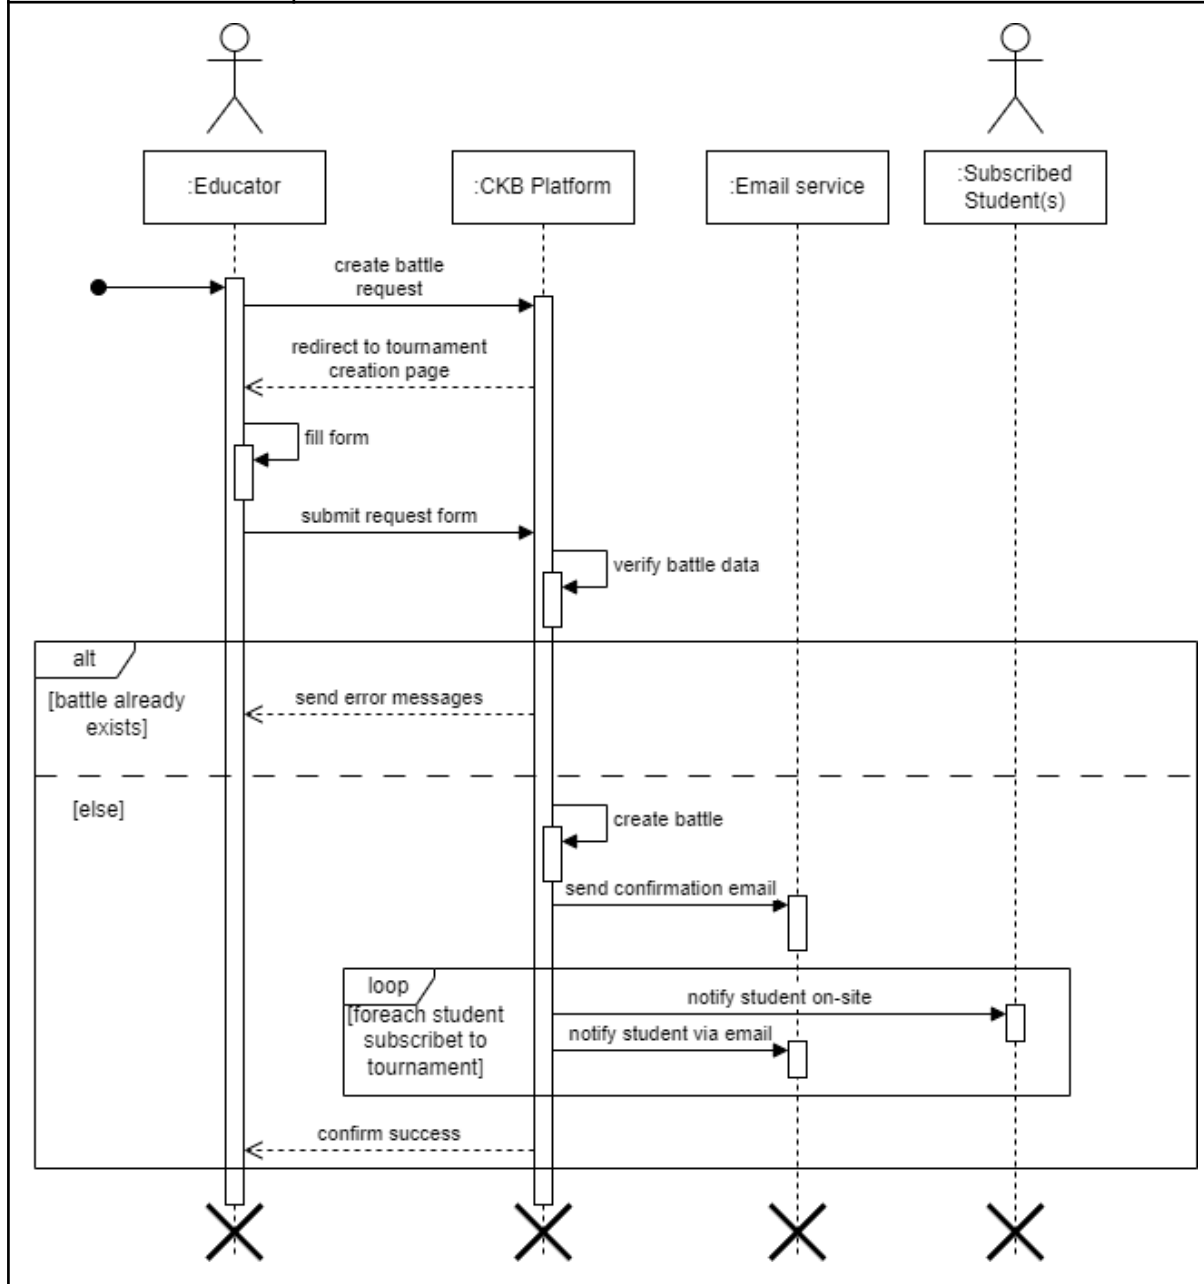 :Educator
:CKB Platform
:Email service
:Subscribed
Student(s)
create battle
request
redirect to tournament
creation page
fill form
submit request form
verify battle data
alt
[battle already
exists]
send error messages
[else]
create battle
send confirmation email
loop
[foreach student
subscribet to
tournament]
notify student on-site
notify student via email
confirm success